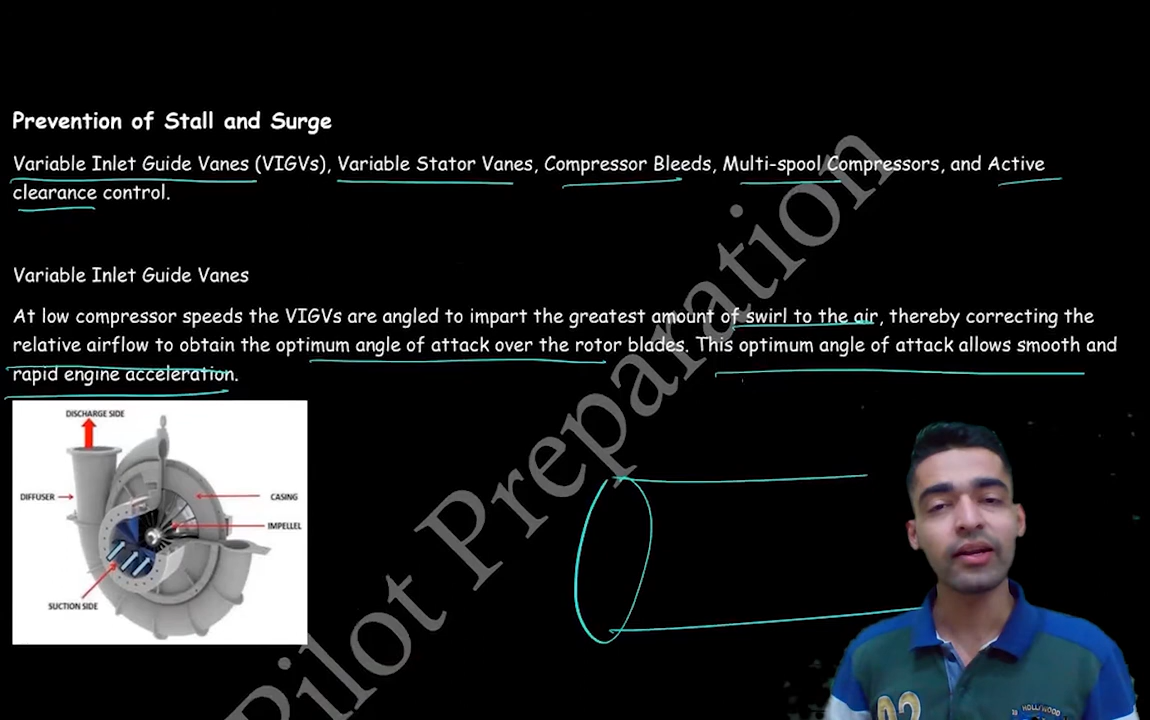 Prevention of Stall and Surge
Variable Inlet Guide Vanes (VIGVs), Variable Stator Vanes, Compressor Bleeds, Multi-spool Compressors, and Active
clearance control.
Variable Inlet Guide Vanes
At low compressor speeds the VIGVs are angled to impart the greatest amount of swirl to the air, thereby correcting the
relative airflow to obtain the optimum angle of attack over the rotor blades. This optimum angle of attack allows smooth and
rapid engine acceleration.
DISCHARGE SIDE
DIFFUSER
CASING
IMPELLEL
SUCTION SIDE
Pilot Preparation
02
HOLLYWOOD